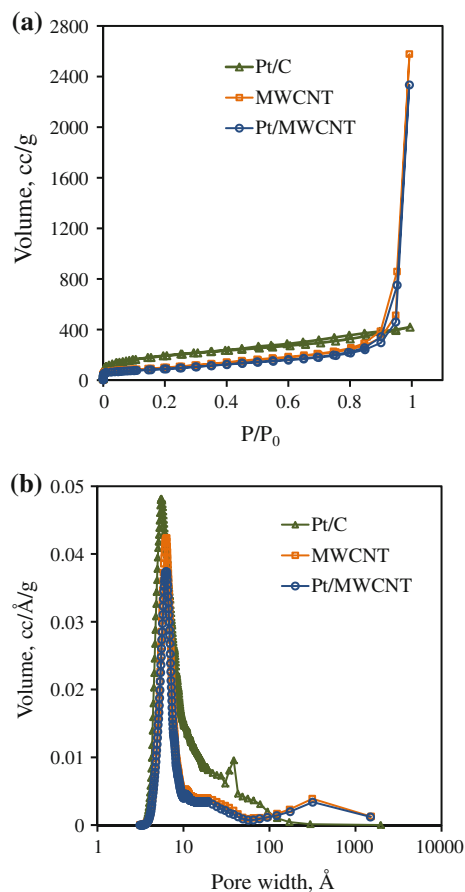 (a)
2800
2400
2000
1600
1200
800
400
0
Volume, cc/g
Pt/C
MWCNT
Pt/MWCNT
0 0.2 0.4 0.6 0.8 1
P/P0
(b)
0.05
0.04
0.03
0.02
0.01
0
Volume, cc/Å/g
Pt/C
MWCNT
Pt/MWCNT
1 10 100 1000 10000
Pore width, Å